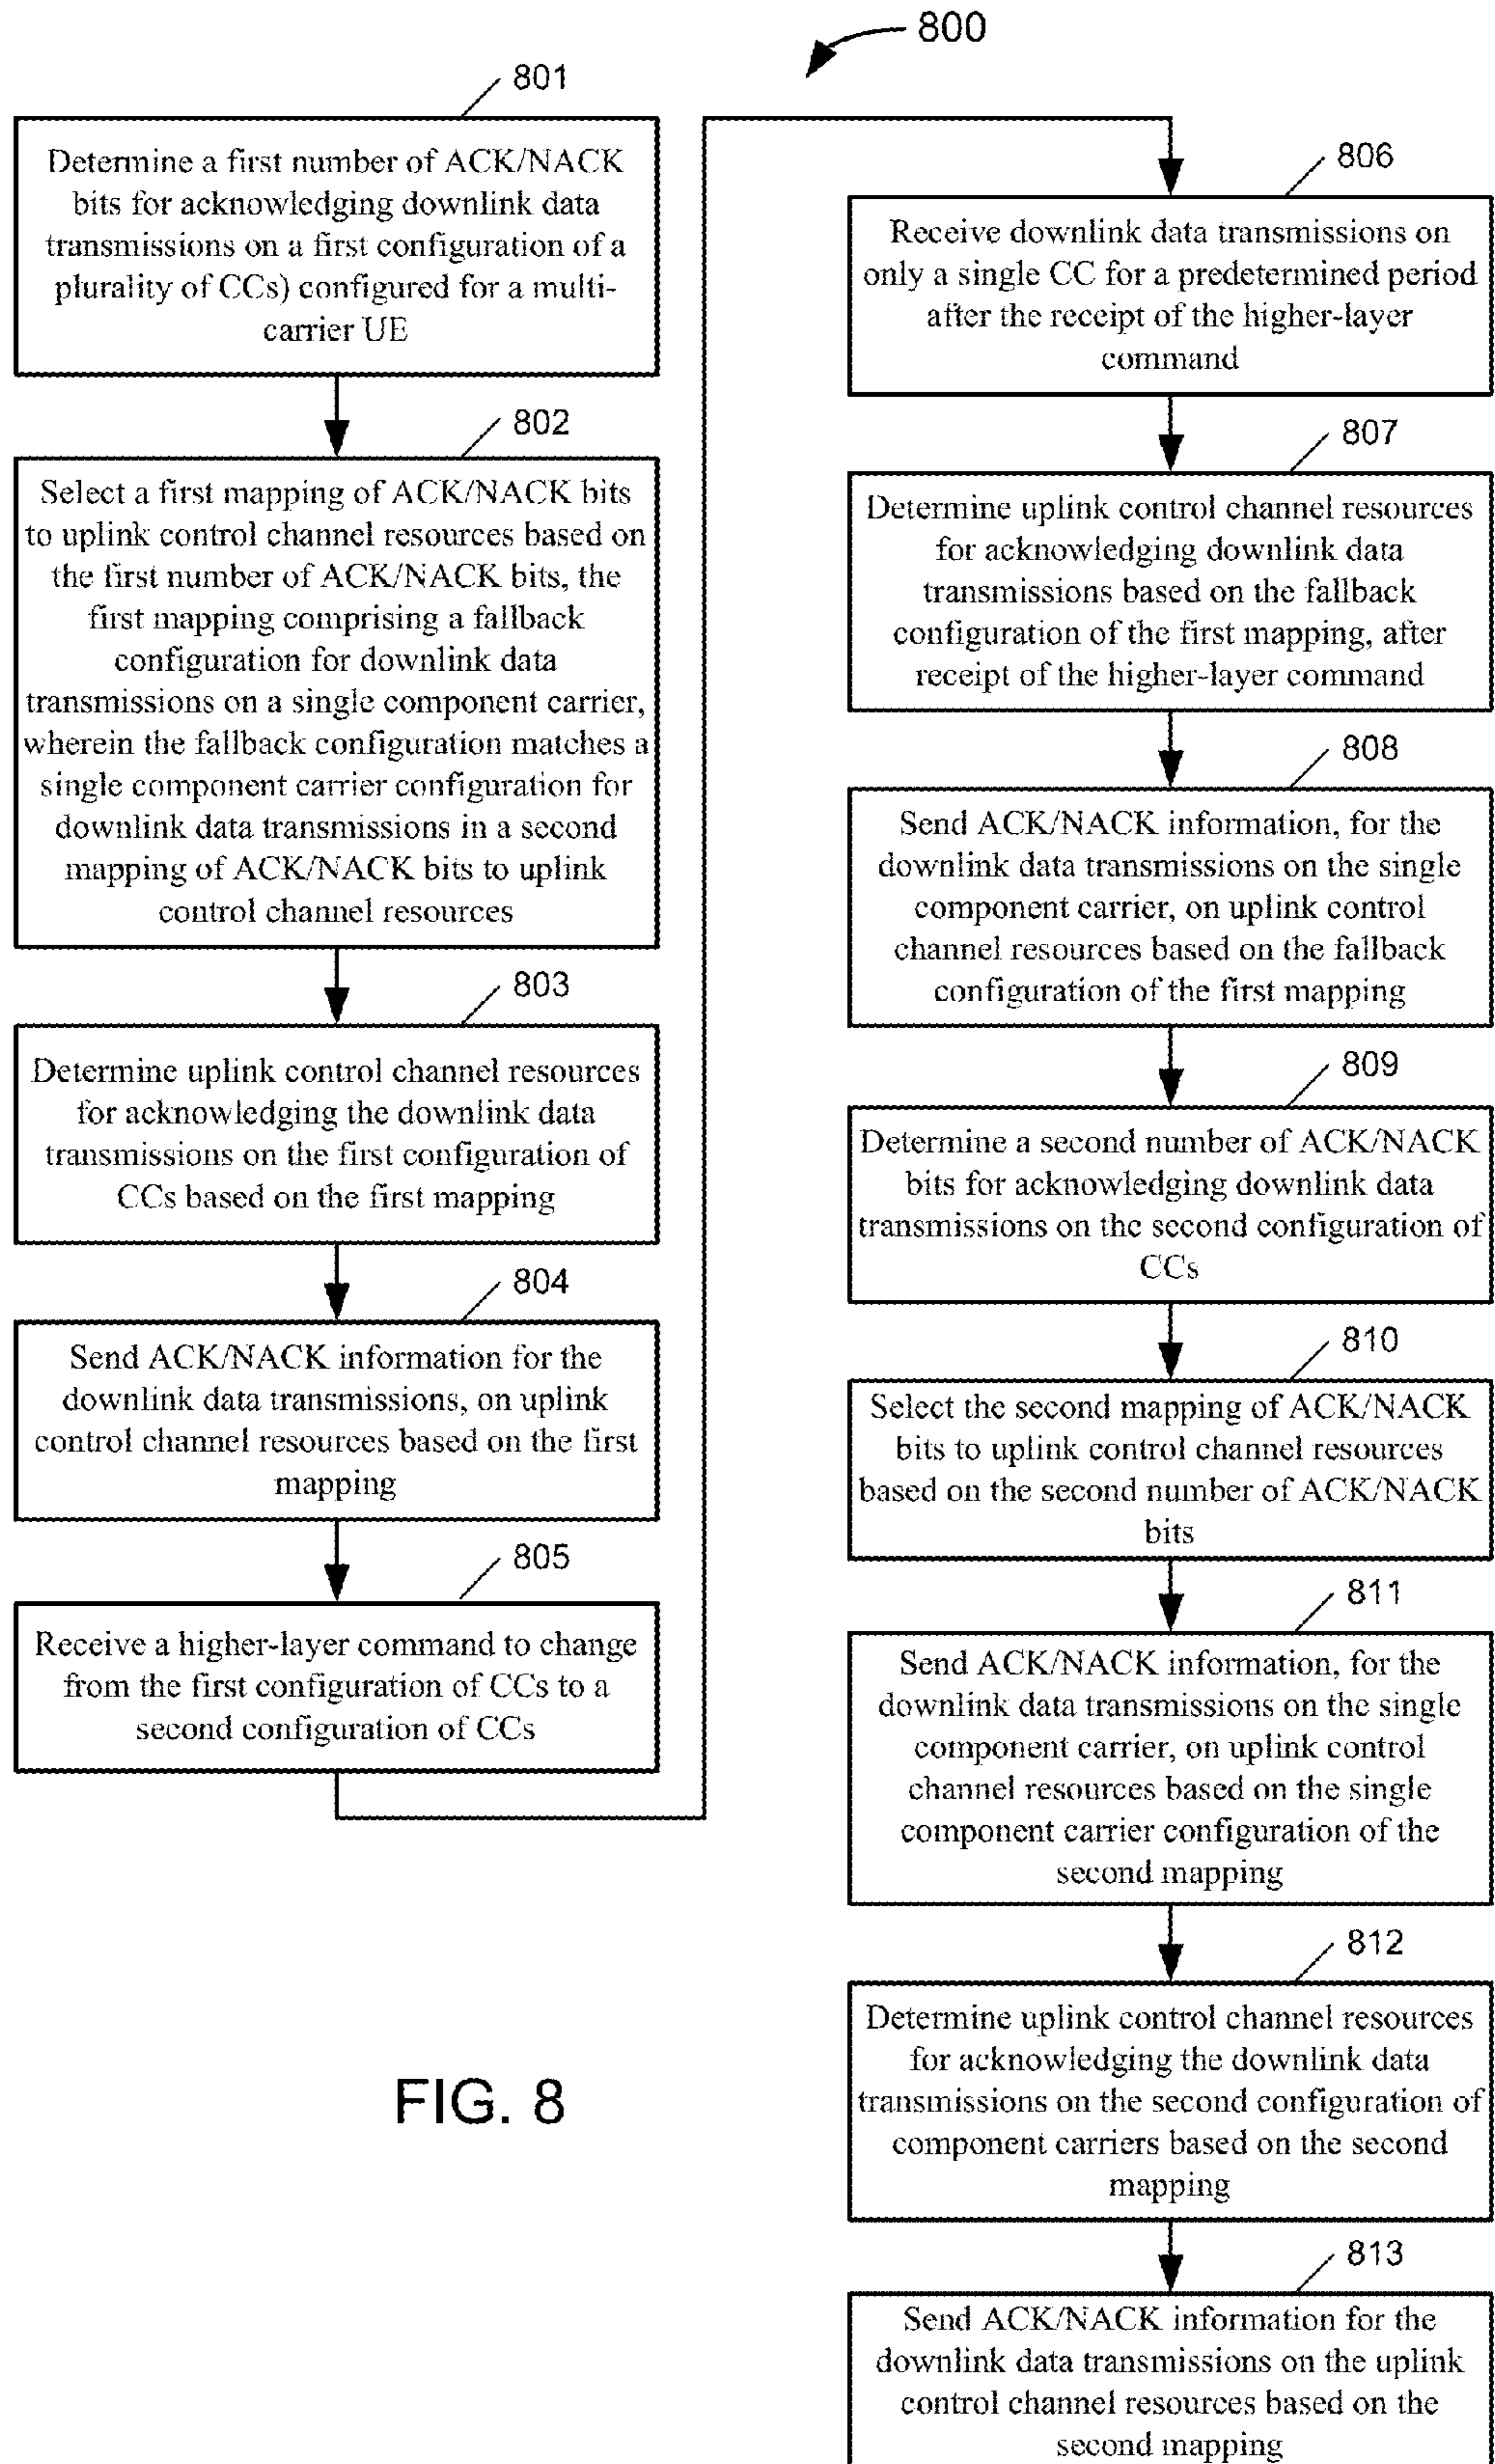 800
801
Determine a first number of ACK/NACK
bits for acknowledging downlink data
transmissions on a first configuration of a
plurality of CCs) configured for a multi-
carrier UE
802
Select a first mapping of ACK/NACK bits
to uplink control channel resources based on
the first number of ACK/NACK bits, the
first mapping comprising a fallback
configuration for downlink data
transmissions on a single component carrier,
wherein the fallback configuration matches a
single component carrier configuration for
downlink data transmissions in a second
mapping of ACK/NACK bits to uplink
control channel resources
803
Determine uplink control channel resources
for acknowledging the downlink data
transmissions on the first configuration of
CCs based on the first mapping
804
Send ACK/NACK information for the
downlink data transmissions, on uplink
control channel resources based on the first
mapping
805
Receive a higher-layer command to change
from the first configuration of CCs to a
second configuration of CCs
806
Receive downlink data transmissions on
only a single CC for a predetermined period
after the receipt of the higher-layer
command
807
Determine uplink control channel resources
for acknowledging downlink data
transmissions based on the fallback
configuration of the first mapping, after
receipt of the higher-layer command
808
Send ACK/NACK information, for the
downlink data transmissions on the single
component carrier, on uplink control
channel resources based on the fallback
configuration of the first mapping
809
Determine a second number of ACK/NACK
bits for acknowledging downlink data
transmissions on the second configuration of
CCs
810
Select the second mapping of ACK/NACK
bits to uplink control channel resources
based on the second number of ACK/NACK
bits
811
Send ACK/NACK information, for the
downlink data transmissions on the single
component carrier, on uplink control
channel resources based on the single
component carrier configuration of the
second mapping
812
Determine uplink control channel resources
for acknowledging the downlink data
transmissions on the second configuration of
component carriers based on the second
mapping
813
Send ACK/NACK information for the
downlink data transmissions on the uplink
control channel resources based on the
second mapping
FIG. 8